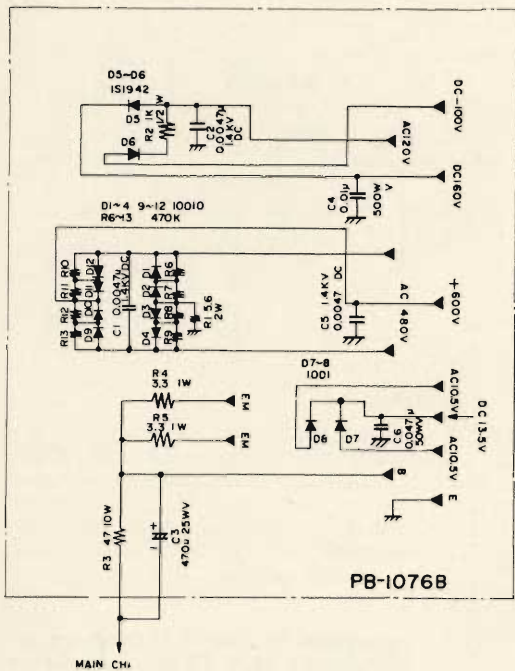 D5~D6
1S1942
D5
D6
R2 1K
1/2 W
C2
0.0047μ
1.4KV
DC
DC-100V
AC120V
DC160V
C4
0.01μ
500W
V
D1~4 9~12 10D10
R6~13 470K
R10
R11
R12
R13
D12
D11
D10
D9
C1 0.0047μ
1.4KVDC
D1
D2
D3
D4
R6
R7
R8
R9
R1 5.6
2W
C5 1.4KV
0.0047 DC
+600V
AC 480V
R4
3.3 1W
R5
3.3 1W
EM
EM
D7-8
10D1
D8
D7
C6
0.047μ
50WV
AC10.5V
DC13.5V
AC10.5V
B
E
R3 47 10W
C3
470μ 25WV
PB-1076B
MAIN CH